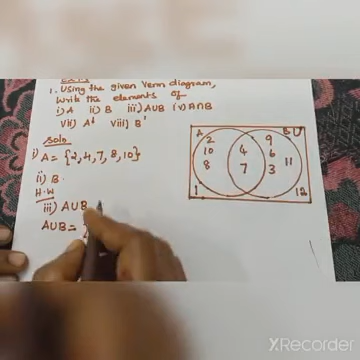 1. Using the given Venn diagram,
Write the elements of
i) A ii) B iii) AUB iv) A∩B
vii) A' viii) B'
Soln
i) A = {2,4,7,8,10}
ii) B.
H.W
iii) AUB
AUB = {
A B U
2 9
10 4 6
8 7 3 11
1 12
XRecorder